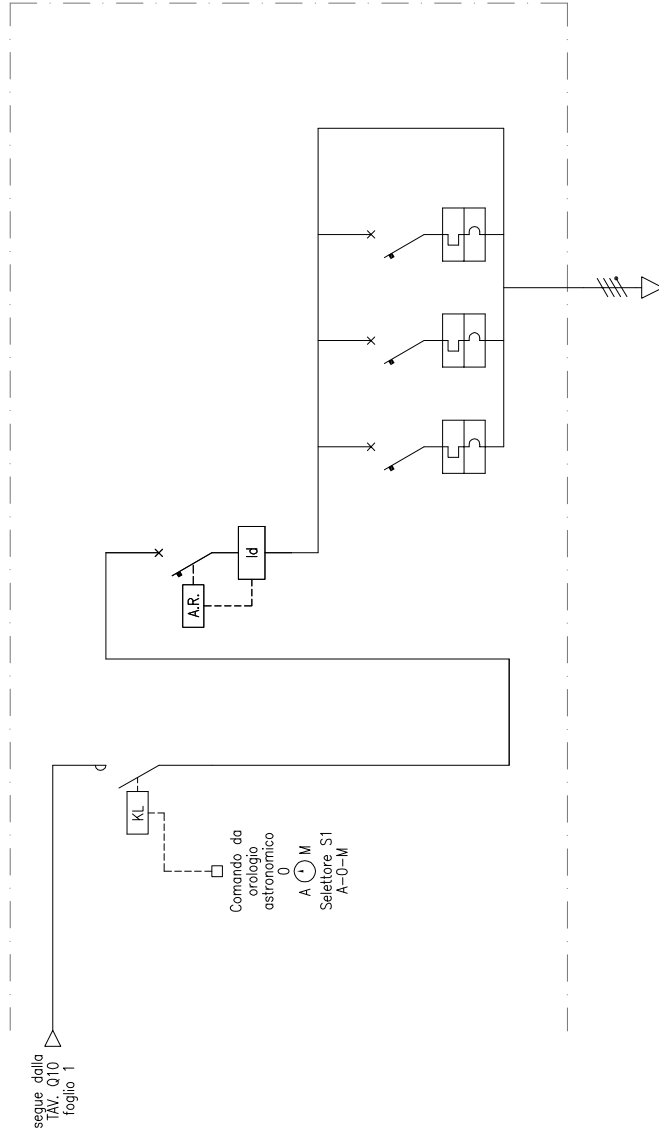 segue dalla
TAV. Q10
foglio 1
KL
Comando da
orologio
astronomico
0
A M
Selettore S1
A-0-M
A.R.
Id